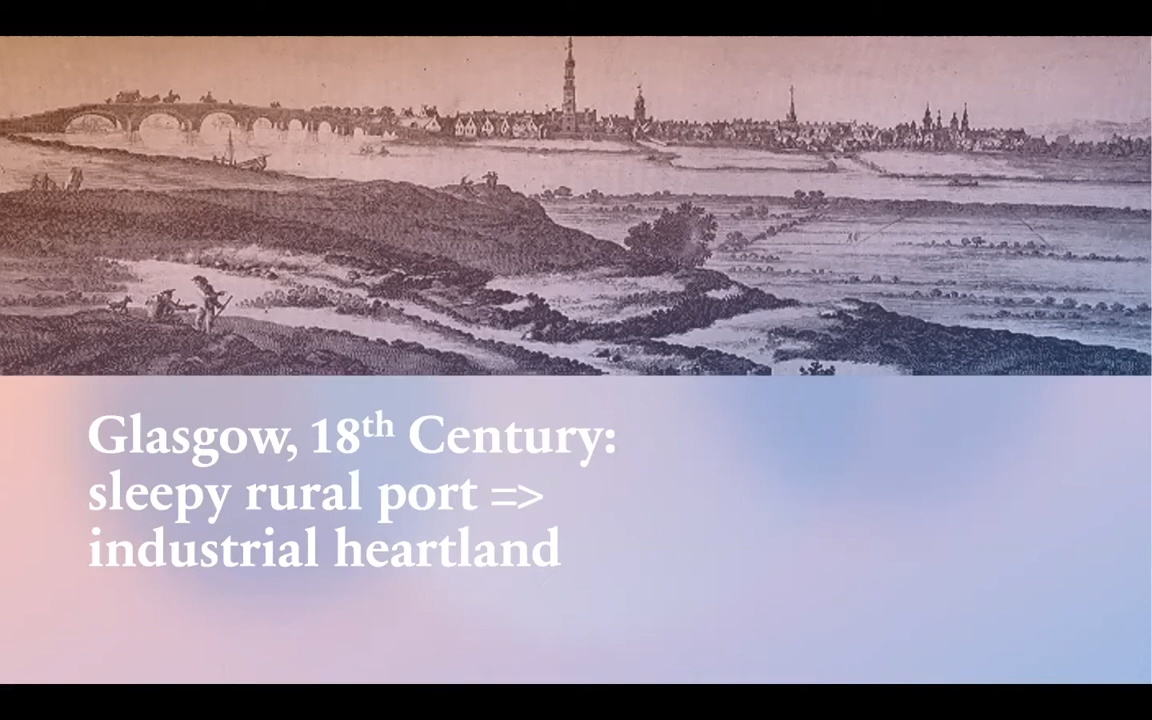 Glasgow, 18th Century:
sleepy rural port =>
industrial heartland